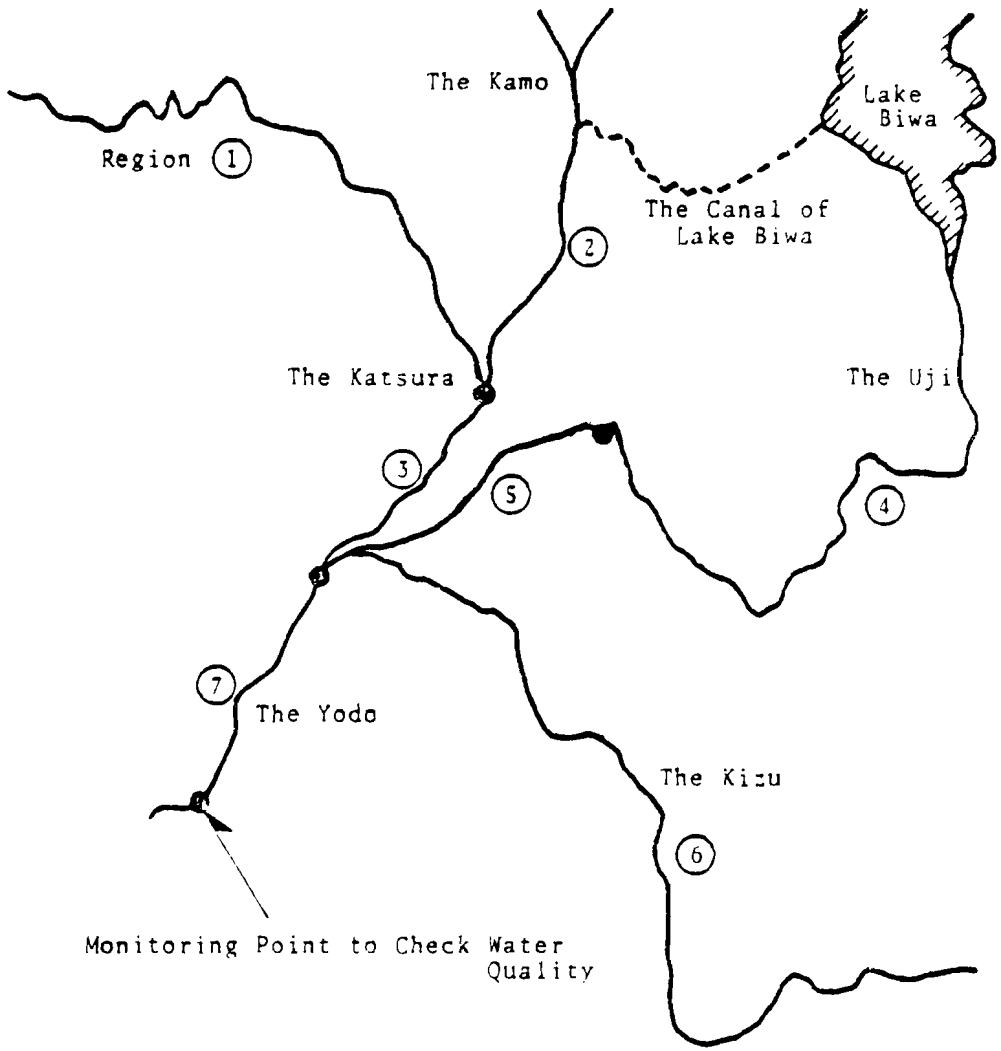 The Kamo
Lake
Biwa
Region 1
The Canal of
Lake Biwa
2
The Katsura
The Uji
3
5
4
7
The Yodo
The Kizu
6
Monitoring Point to Check Water
Quality